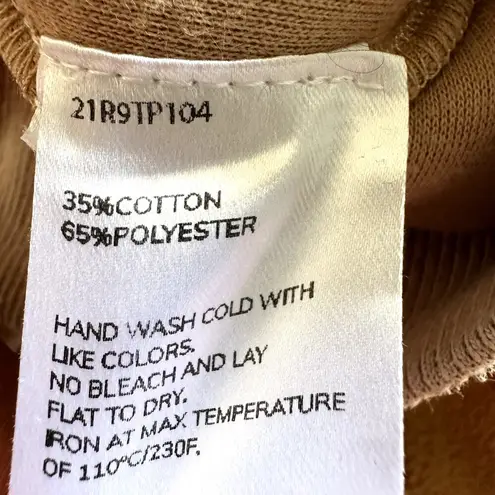 21R9TP104
35%COTTON
65%POLYESTER
HAND WASH COLD WITH
LIKE COLORS.
NO BLEACH AND LAY
FLAT TO DRY.
IRON AT MAX TEMPERATURE
OF 110ºC/230F.